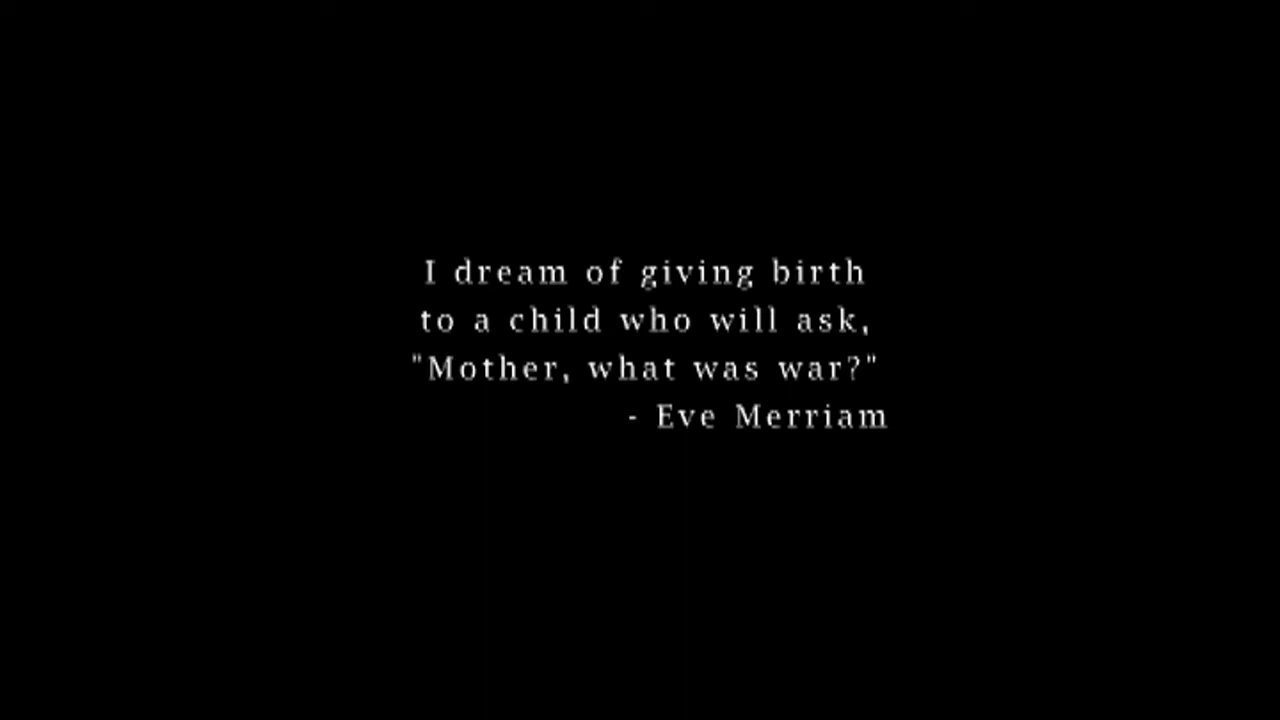 I dream of giving birth
to a child who will ask,
"Mother, what was war?"
- Eve Merriam